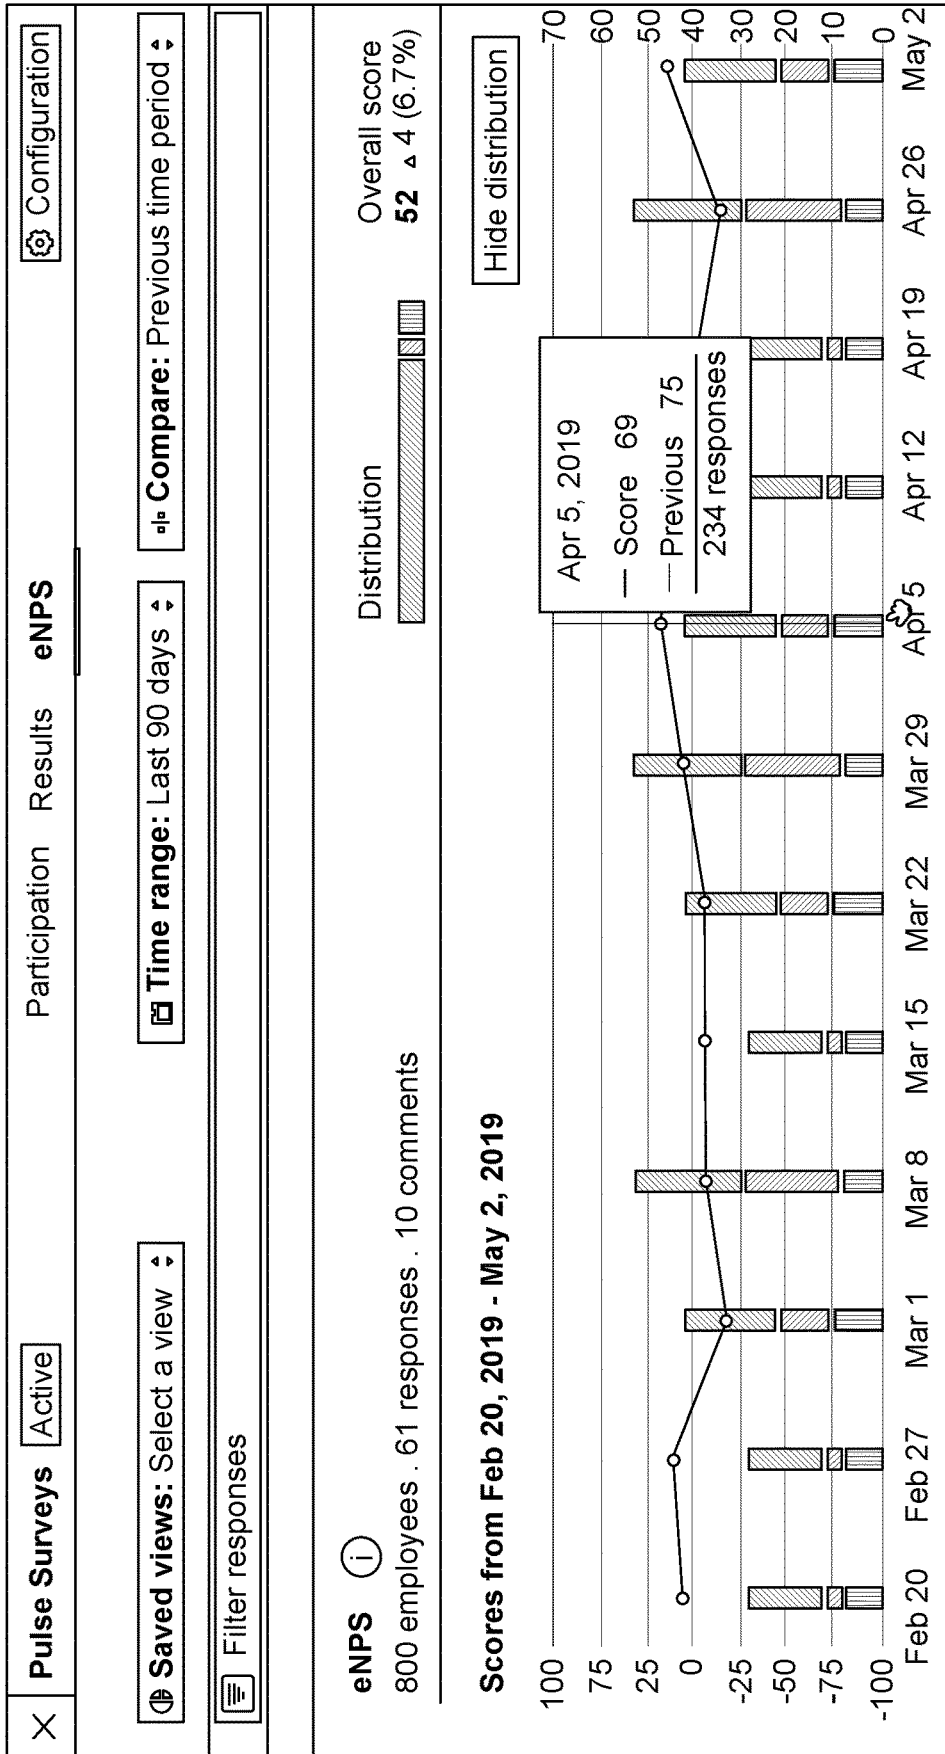 Pulse Surveys Active Participation Results eNPS Configuration
Saved views: Select a view Time range: Last 90 days Compare: Previous time period
Filter responses
eNPS i Distribution Overall score
800 employees . 61 responses . 10 comments 52 ▵ 4 (6.7%)
Scores from Feb 20, 2019 - May 2, 2019 Hide distribution
100 70
75 60
25 50
0 40
-25 30
-50 20
-75 10
-100 0
Apr 5, 2019
Score 69
Previous 75
234 responses
Feb 20 Feb 27 Mar 1 Mar 8 Mar 15 Mar 22 Mar 29 Apr 5 Apr 12 Apr 19 Apr 26 May 2